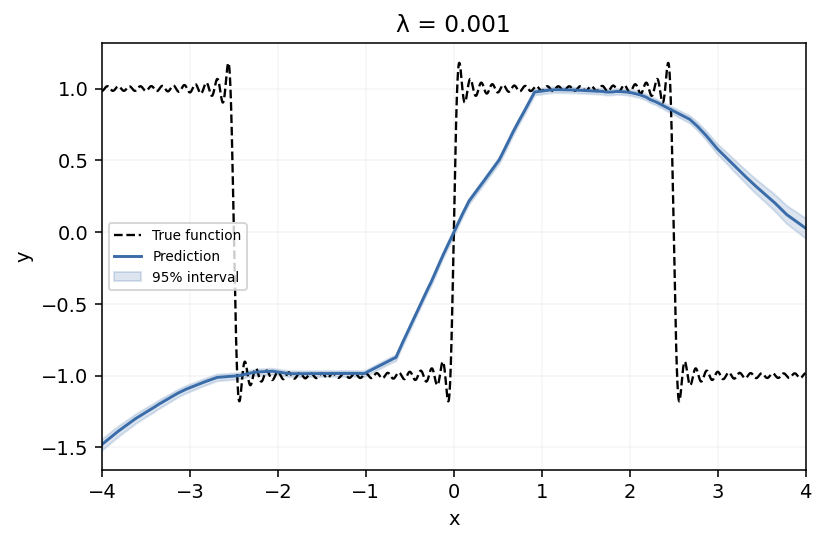 λ = 0.001
1.0
0.5
0.0
−0.5
−1.0
−1.5
y
True function
Prediction
95% interval
−4 −3 −2 −1 0 1 2 3 4
x